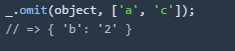 _.omit(object, ['a', 'c']);
// => { 'b': '2' }